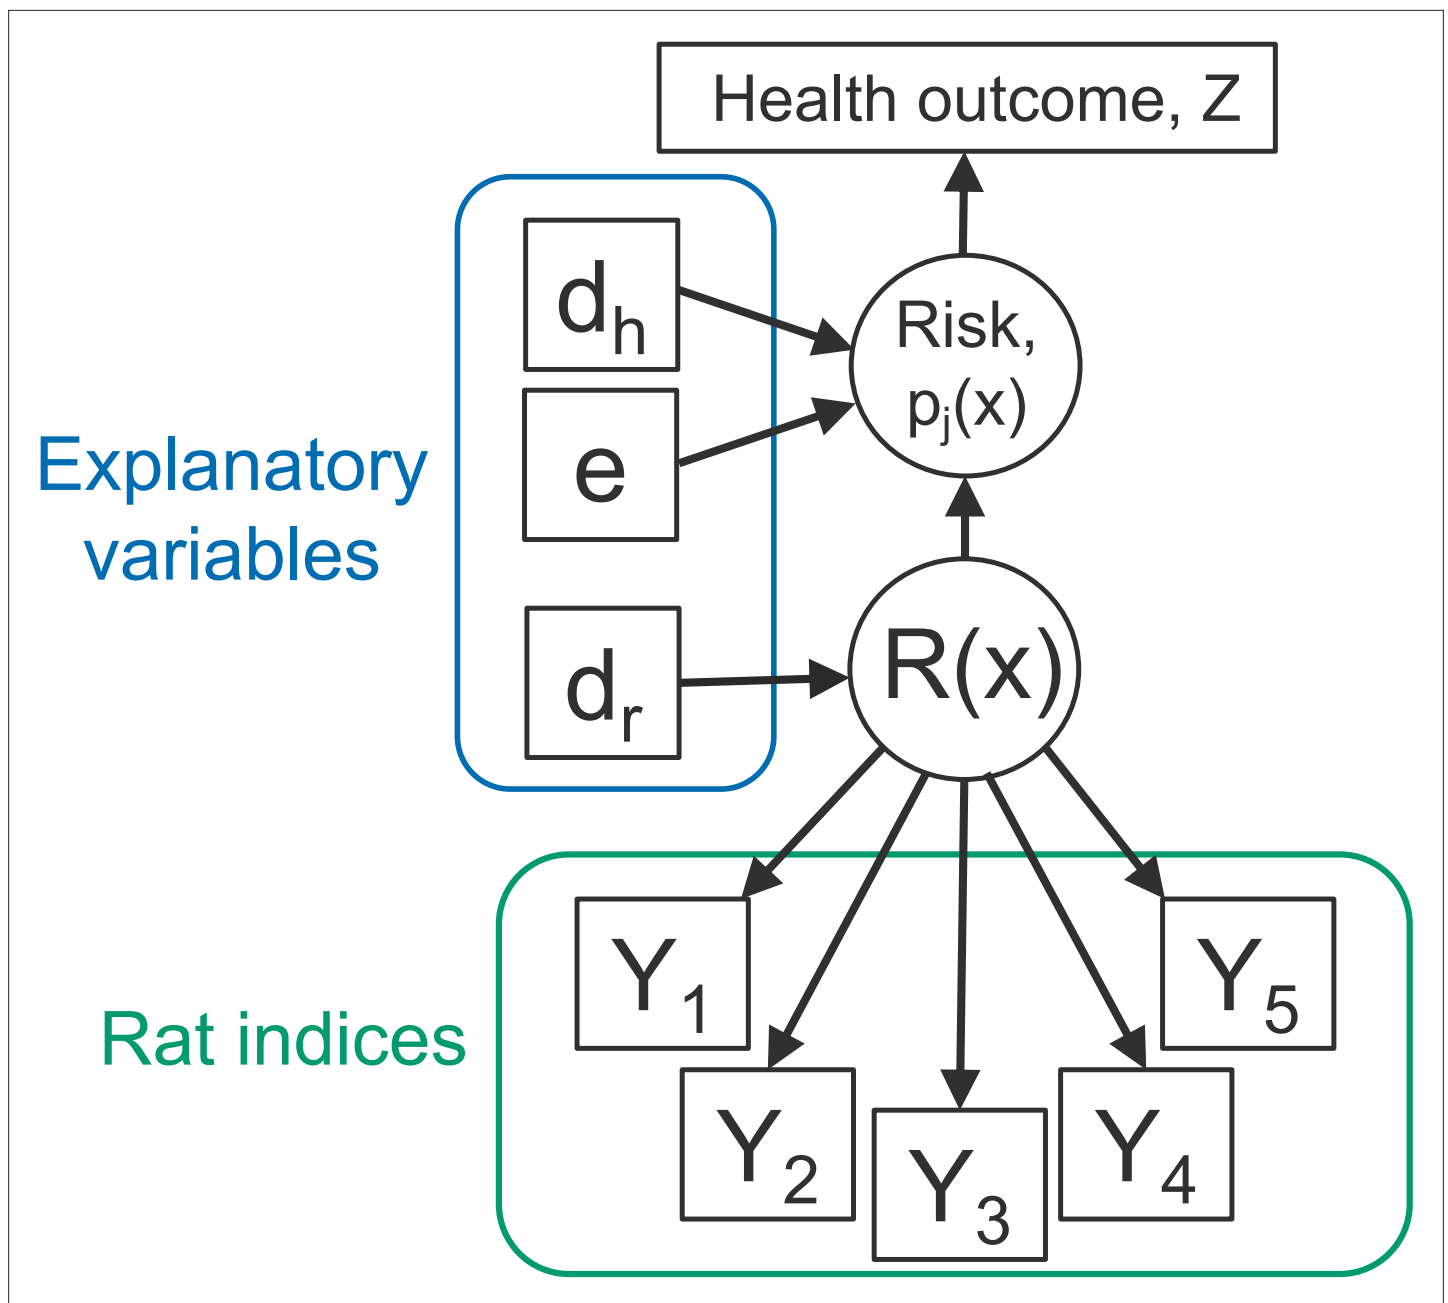 Health outcome, Z
d_h
Risk,
p_j(x)
e
Explanatory
variables
d_r
R(x)
Rat indices
Y_1
Y_2
Y_3
Y_4
Y_5